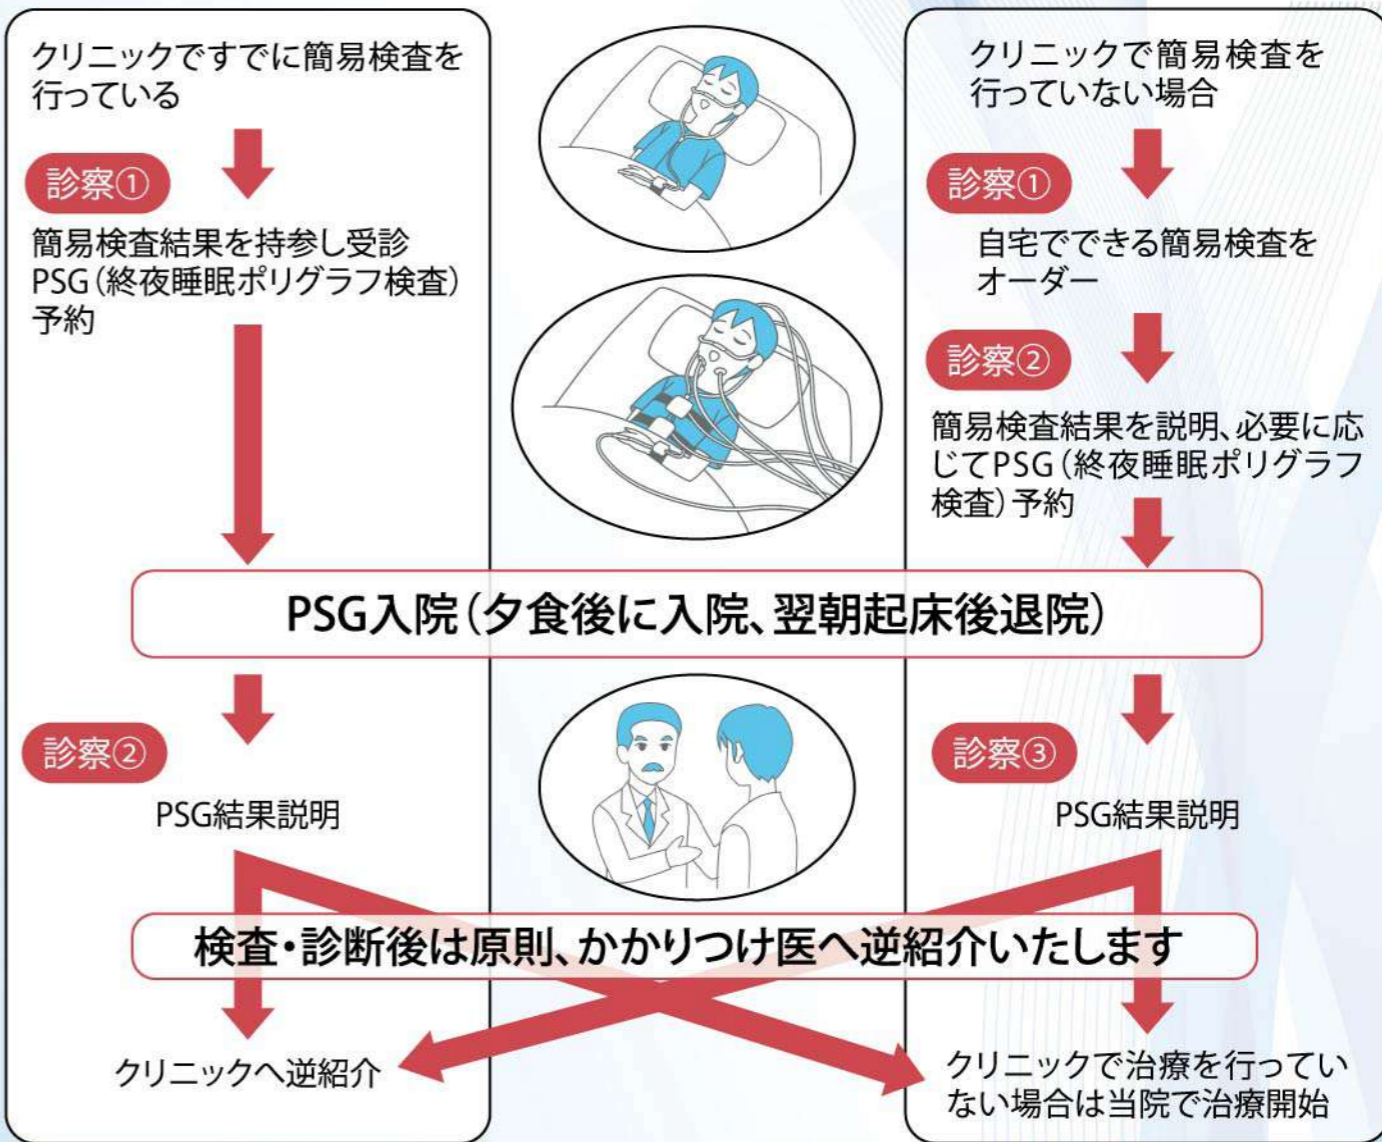 クリニックですでに簡易検査を
行っている
診察①
簡易検査結果を持参し受診
PSG(終夜睡眠ポリグラフ検査)
予約
クリニックで簡易検査を
行っていない場合
診察①
自宅でできる簡易検査を
オーダー
診察②
簡易検査結果を説明、必要に応
じてPSG(終夜睡眠ポリグラフ
検査)予約
PSG入院(夕食後に入院、翌朝起床後退院)
診察②
PSG結果説明
診察③
PSG結果説明
検査・診断後は原則、かかりつけ医へ逆紹介いたします
クリニックへ逆紹介
クリニックで治療を行ってい
ない場合は当院で治療開始